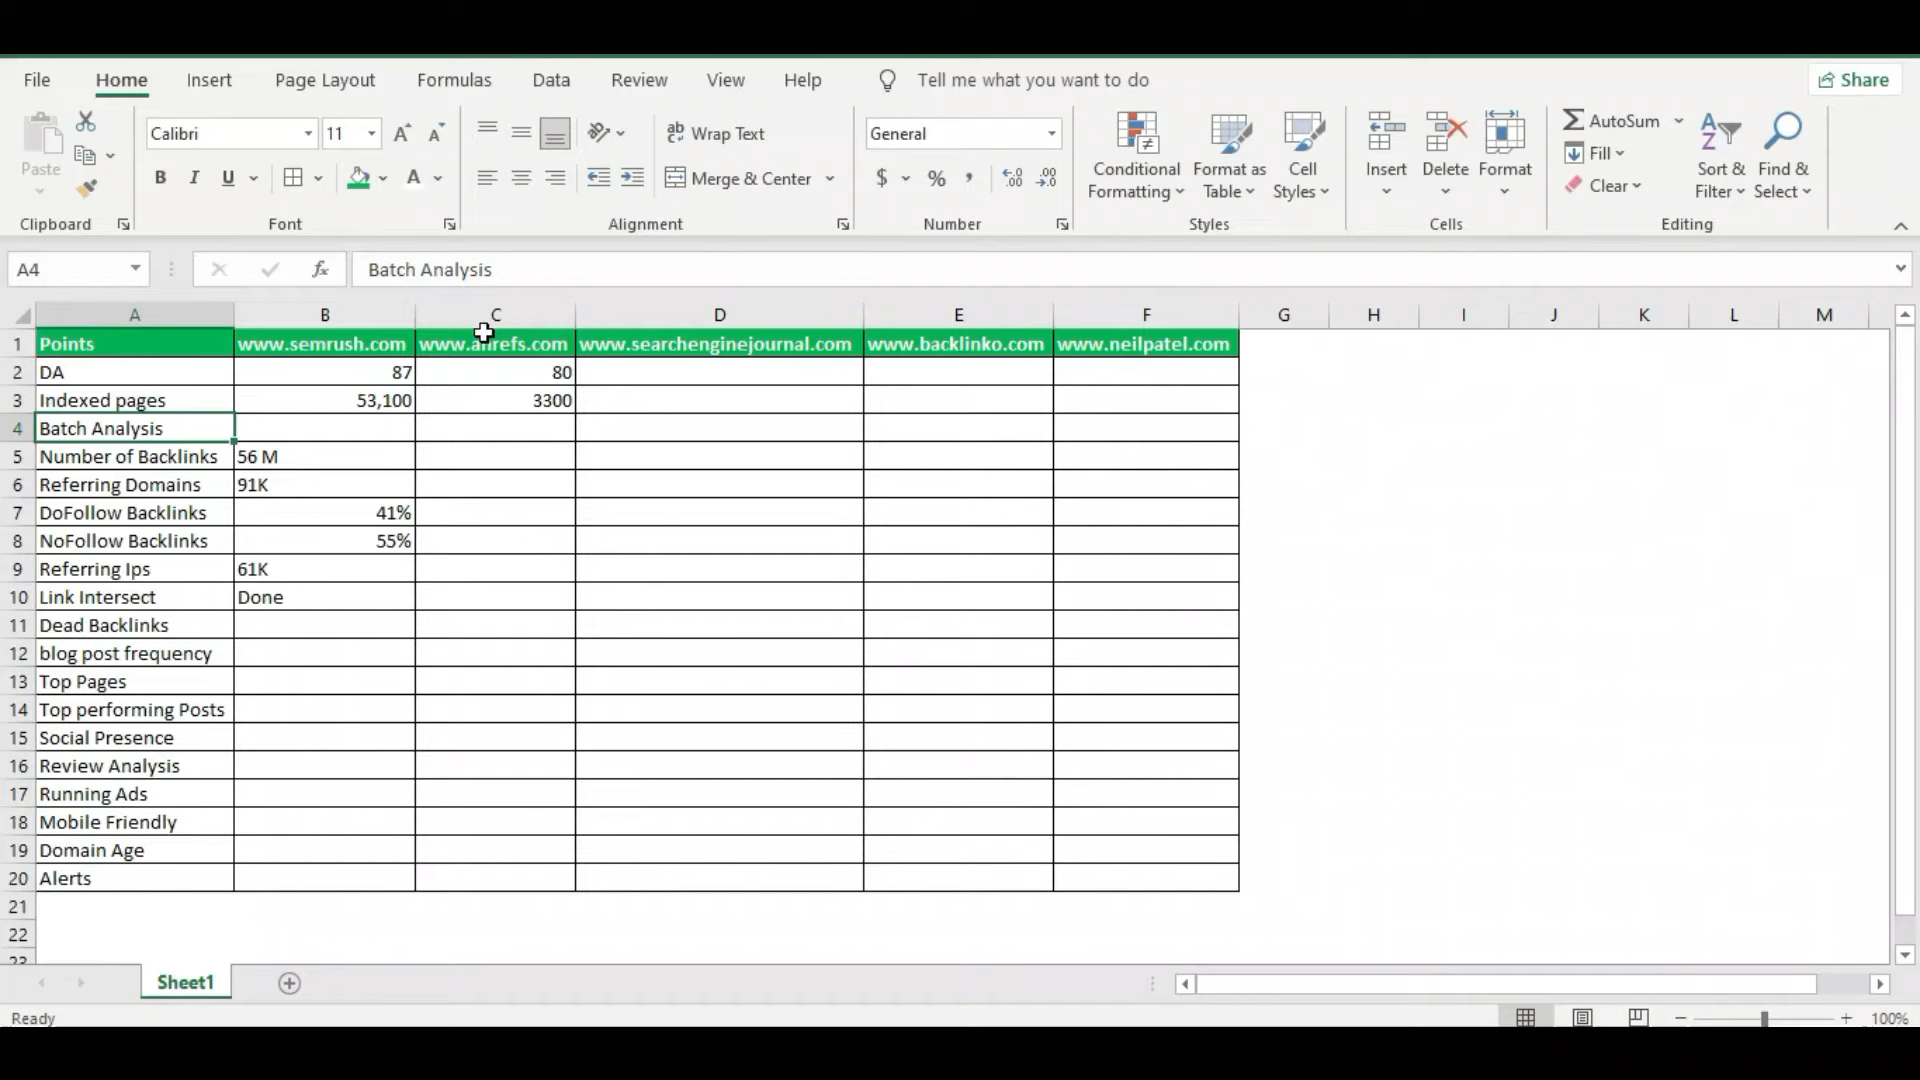 File Home Insert Page Layout Formulas Data Review View Help Tell me what you want to do Share
Calibri 11 A A Wrap Text General AutoSum
Paste Conditional Format as Cell Insert Delete Format Fill Sort & Find &
B I U A Merge & Center $ % , Formatting Table Styles Clear Filter Select
Clipboard Font Alignment Number Styles Cells Editing
A4 fx Batch Analysis
A B C D E F G H I J K L M
1 Points www.semrush.com www.ahrefs.com www.searchenginejournal.com www.backlinko.com www.neilpatel.com
2 DA 87 80
3 Indexed pages 53,100 3300
4 Batch Analysis
5 Number of Backlinks 56 M
6 Referring Domains 91K
7 DoFollow Backlinks 41%
8 NoFollow Backlinks 55%
9 Referring Ips 61K
10 Link Intersect Done
11 Dead Backlinks
12 blog post frequency
13 Top Pages
14 Top performing Posts
15 Social Presence
16 Review Analysis
17 Running Ads
18 Mobile Friendly
19 Domain Age
20 Alerts
21
22
23
Sheet1
Ready 100%